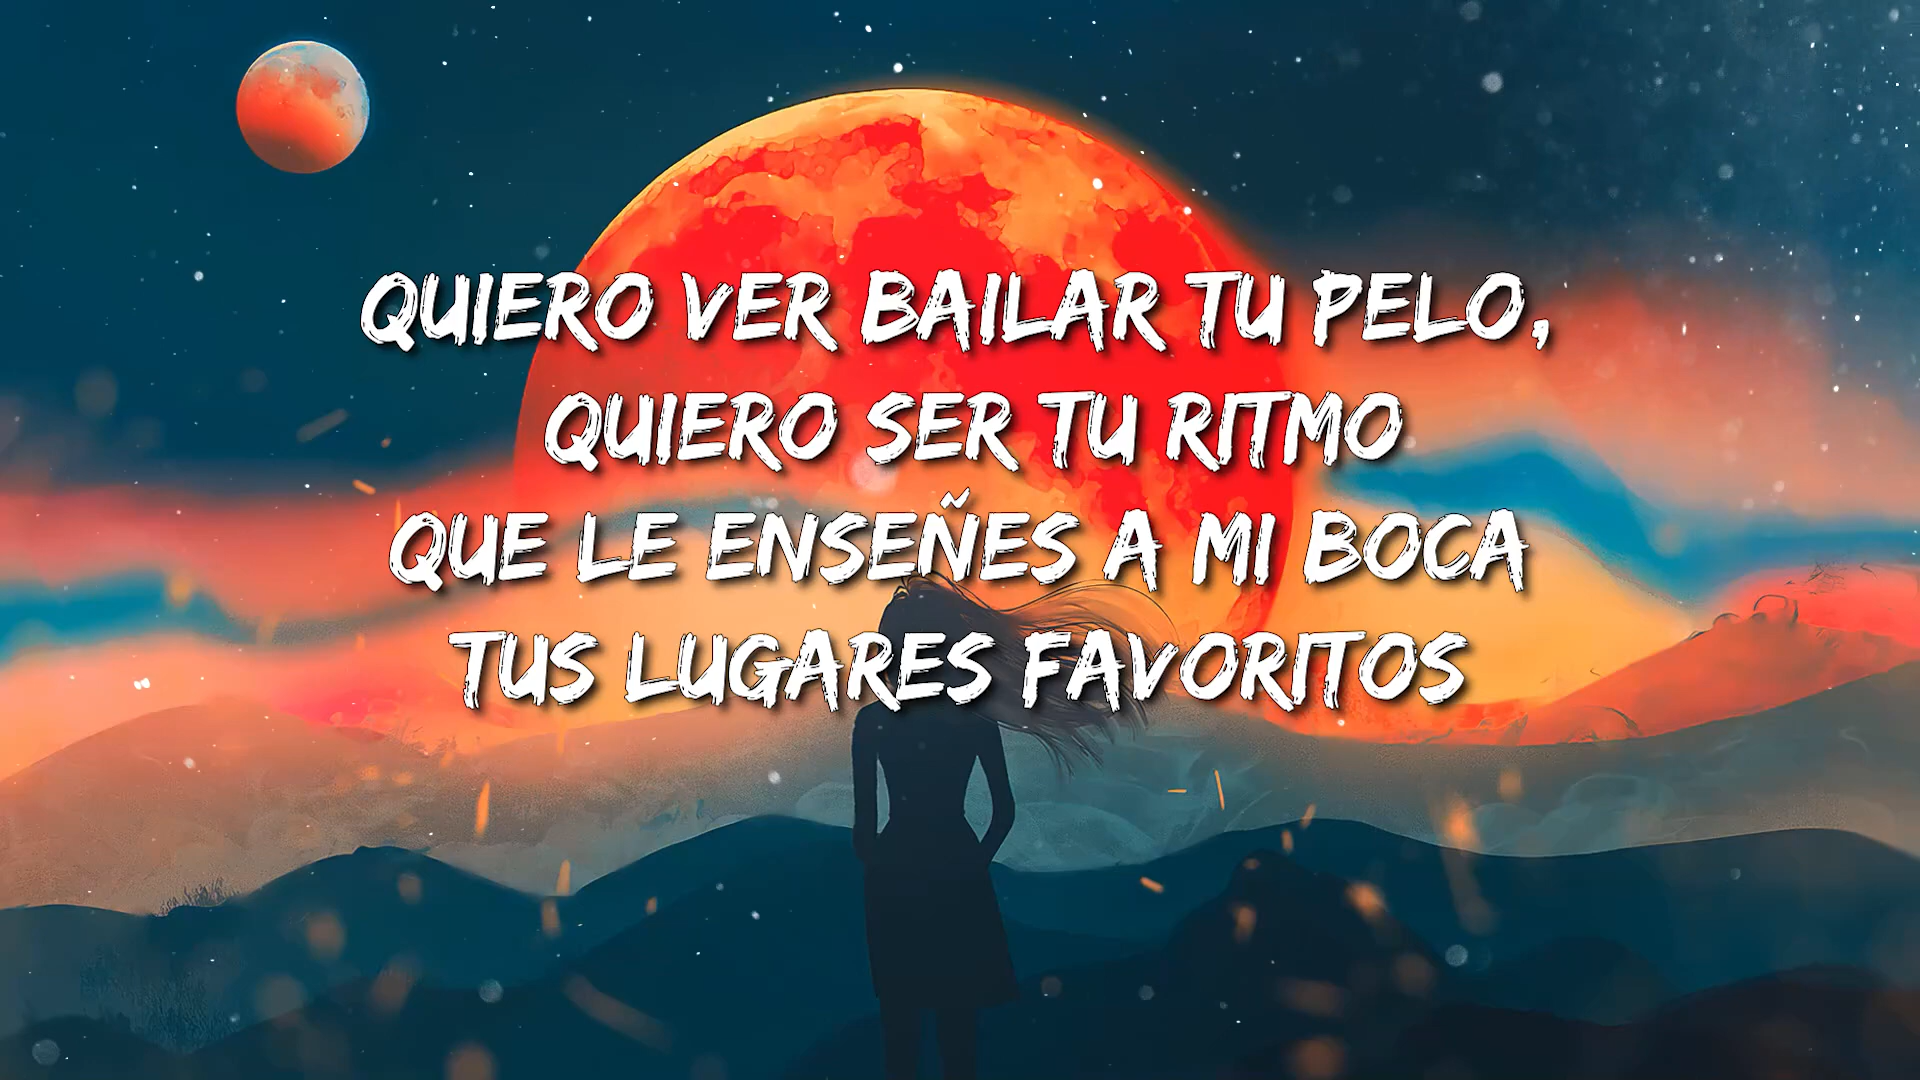 QUIERO VER BAILAR TU PELO,
QUIERO SER TU RITMO
QUE LE ENSEÑES A MI BOCA
TUS LUGARES FAVORITOS